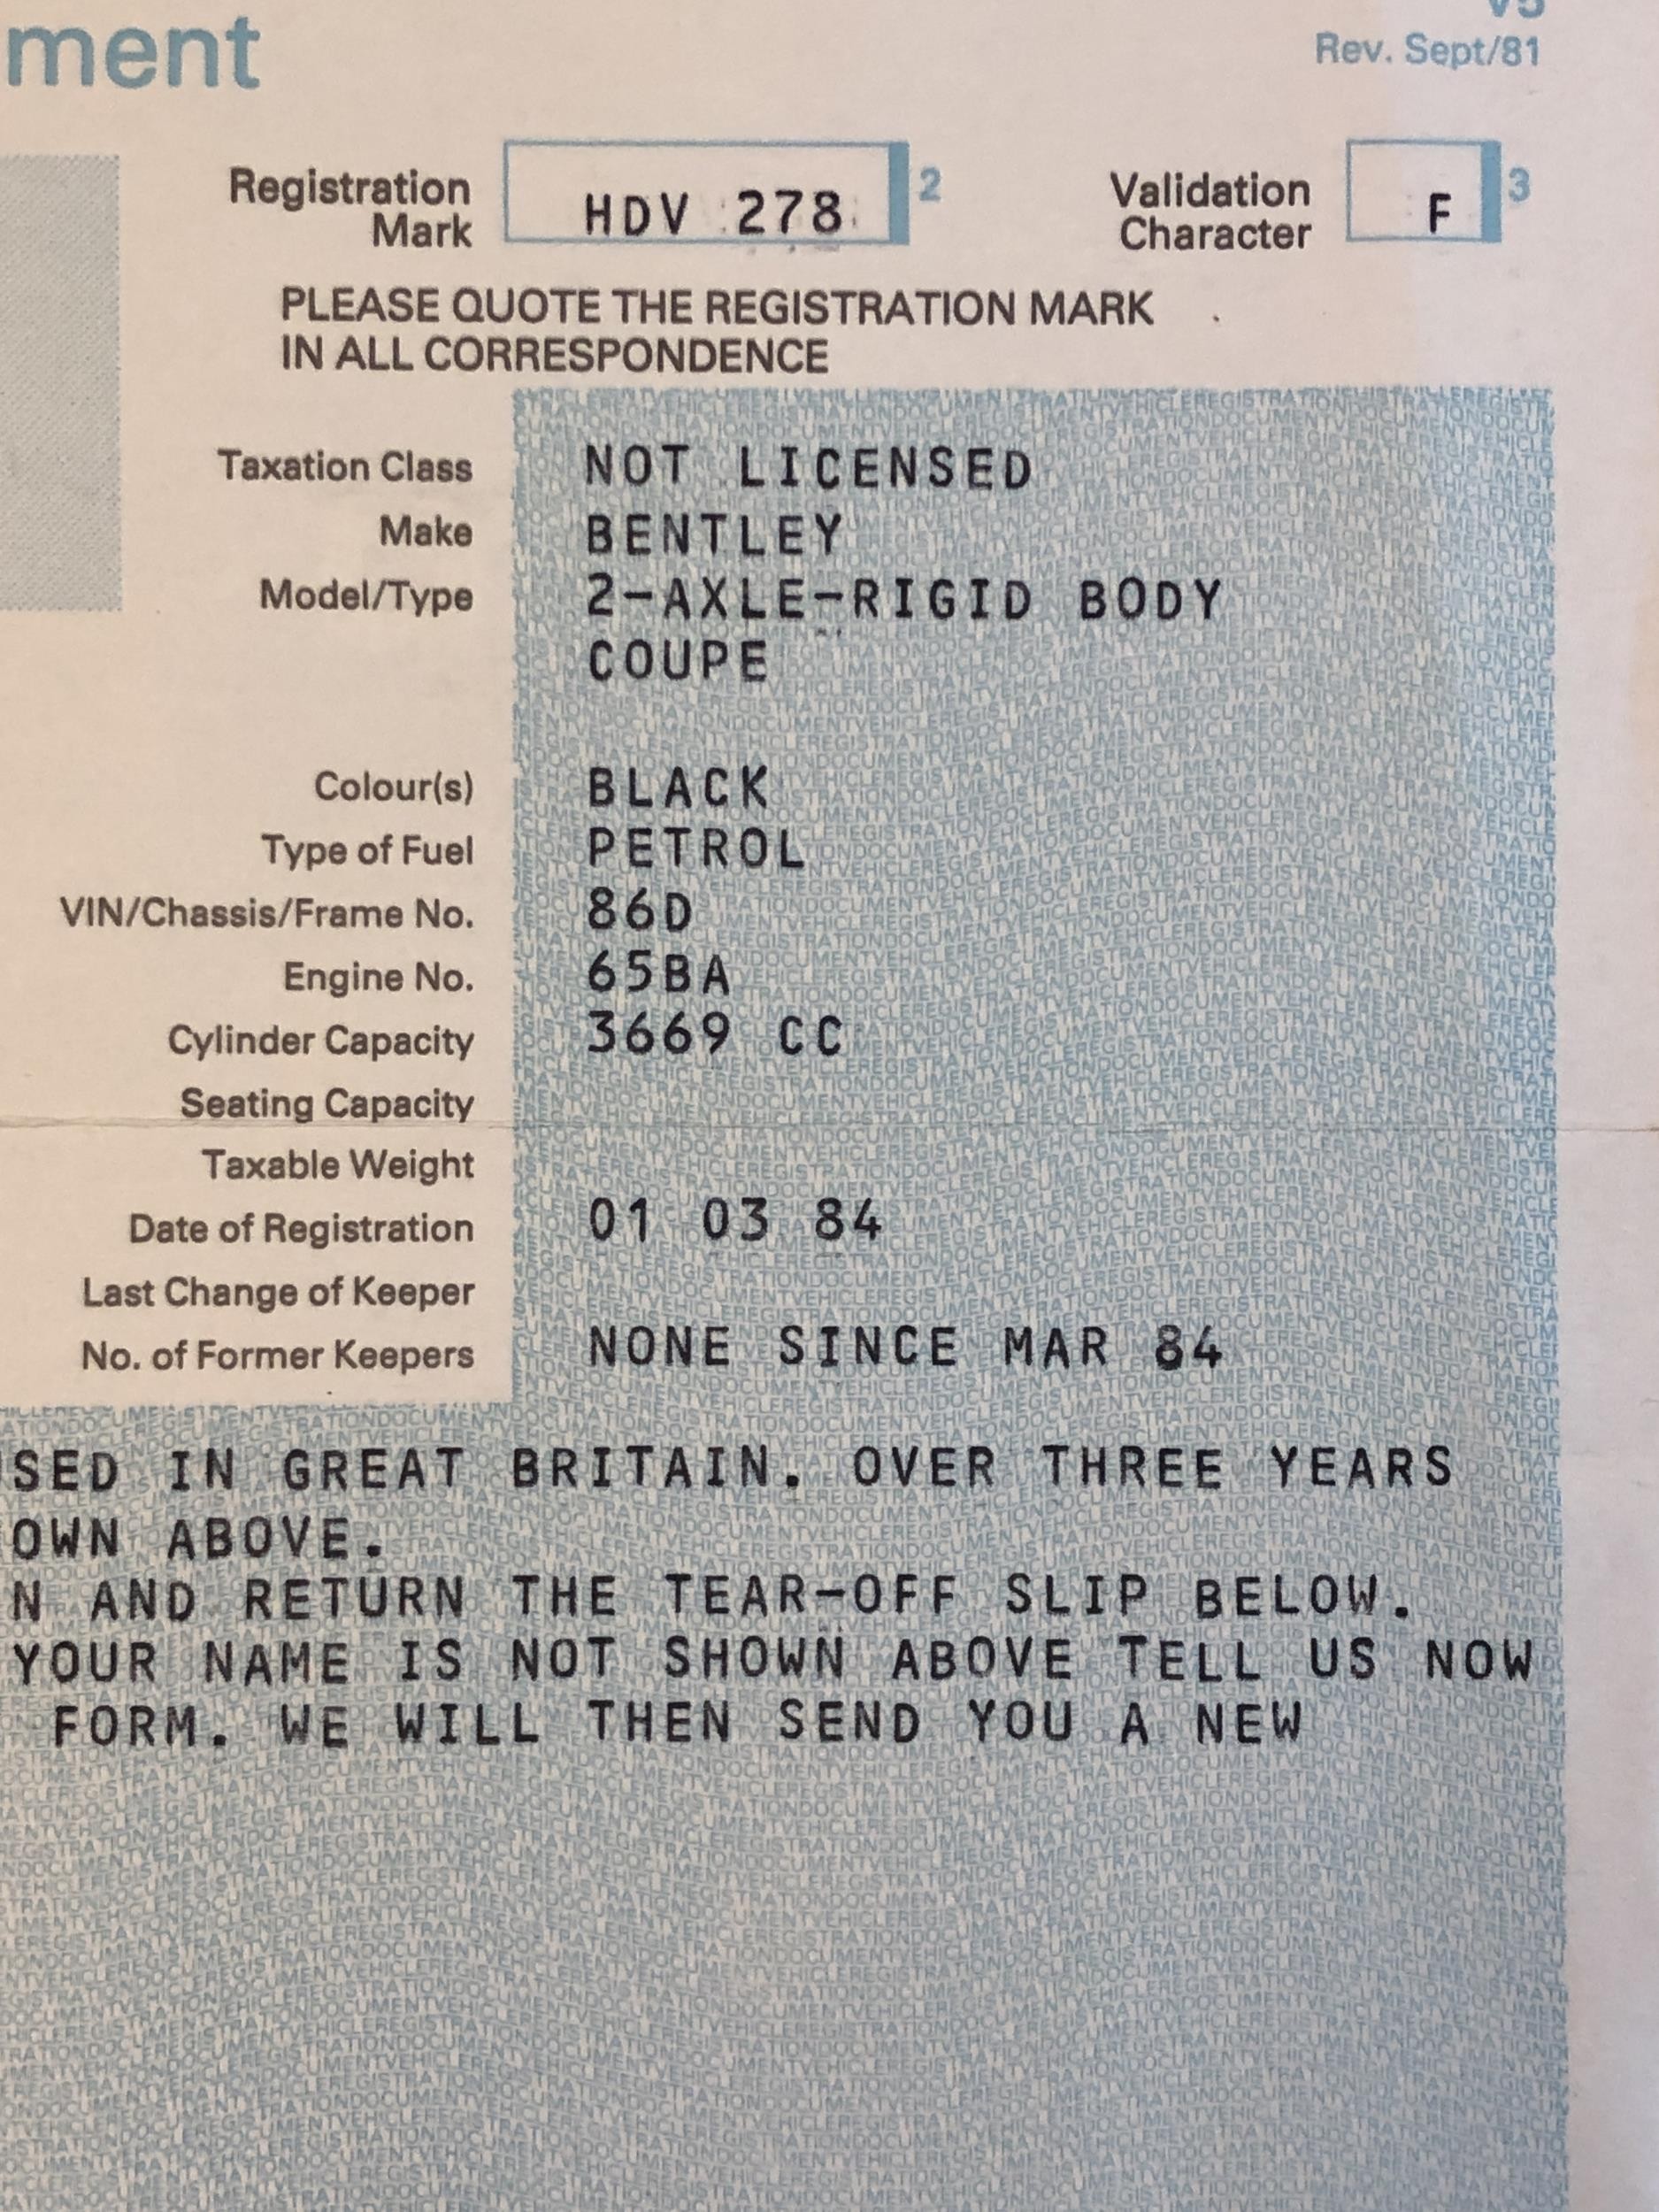 ment
V5
Rev. Sept/81
Registration Mark HDV 278 2
Validation Character F 3
PLEASE QUOTE THE REGISTRATION MARK
IN ALL CORRESPONDENCE
Taxation Class NOT LICENSED
Make BENTLEY
Model/Type 2-AXLE-RIGID BODY
COUPE
Colour(s) BLACK
Type of Fuel PETROL
VIN/Chassis/Frame No. 86D
Engine No. 65BA
Cylinder Capacity 3669 CC
Seating Capacity
Taxable Weight
Date of Registration 01 03 84
Last Change of Keeper
No. of Former Keepers NONE SINCE MAR 84
SED IN GREAT BRITAIN. OVER THREE YEARS
OWN ABOVE.
N AND RETURN THE TEAR-OFF SLIP BELOW.
YOUR NAME IS NOT SHOWN ABOVE TELL US NOW
FORM. WE WILL THEN SEND YOU A NEW